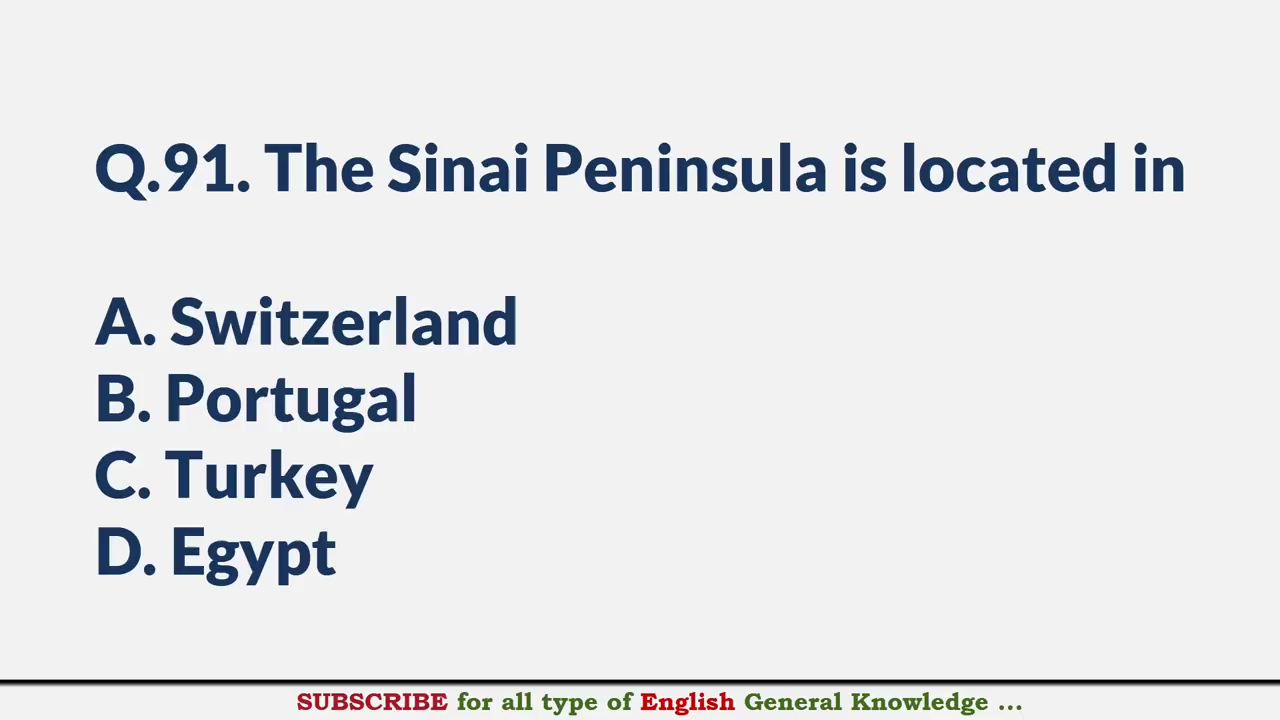 Q.91. The Sinai Peninsula is located in
A. Switzerland
B. Portugal
C. Turkey
D. Egypt
SUBSCRIBE for all type of English General Knowledge ...